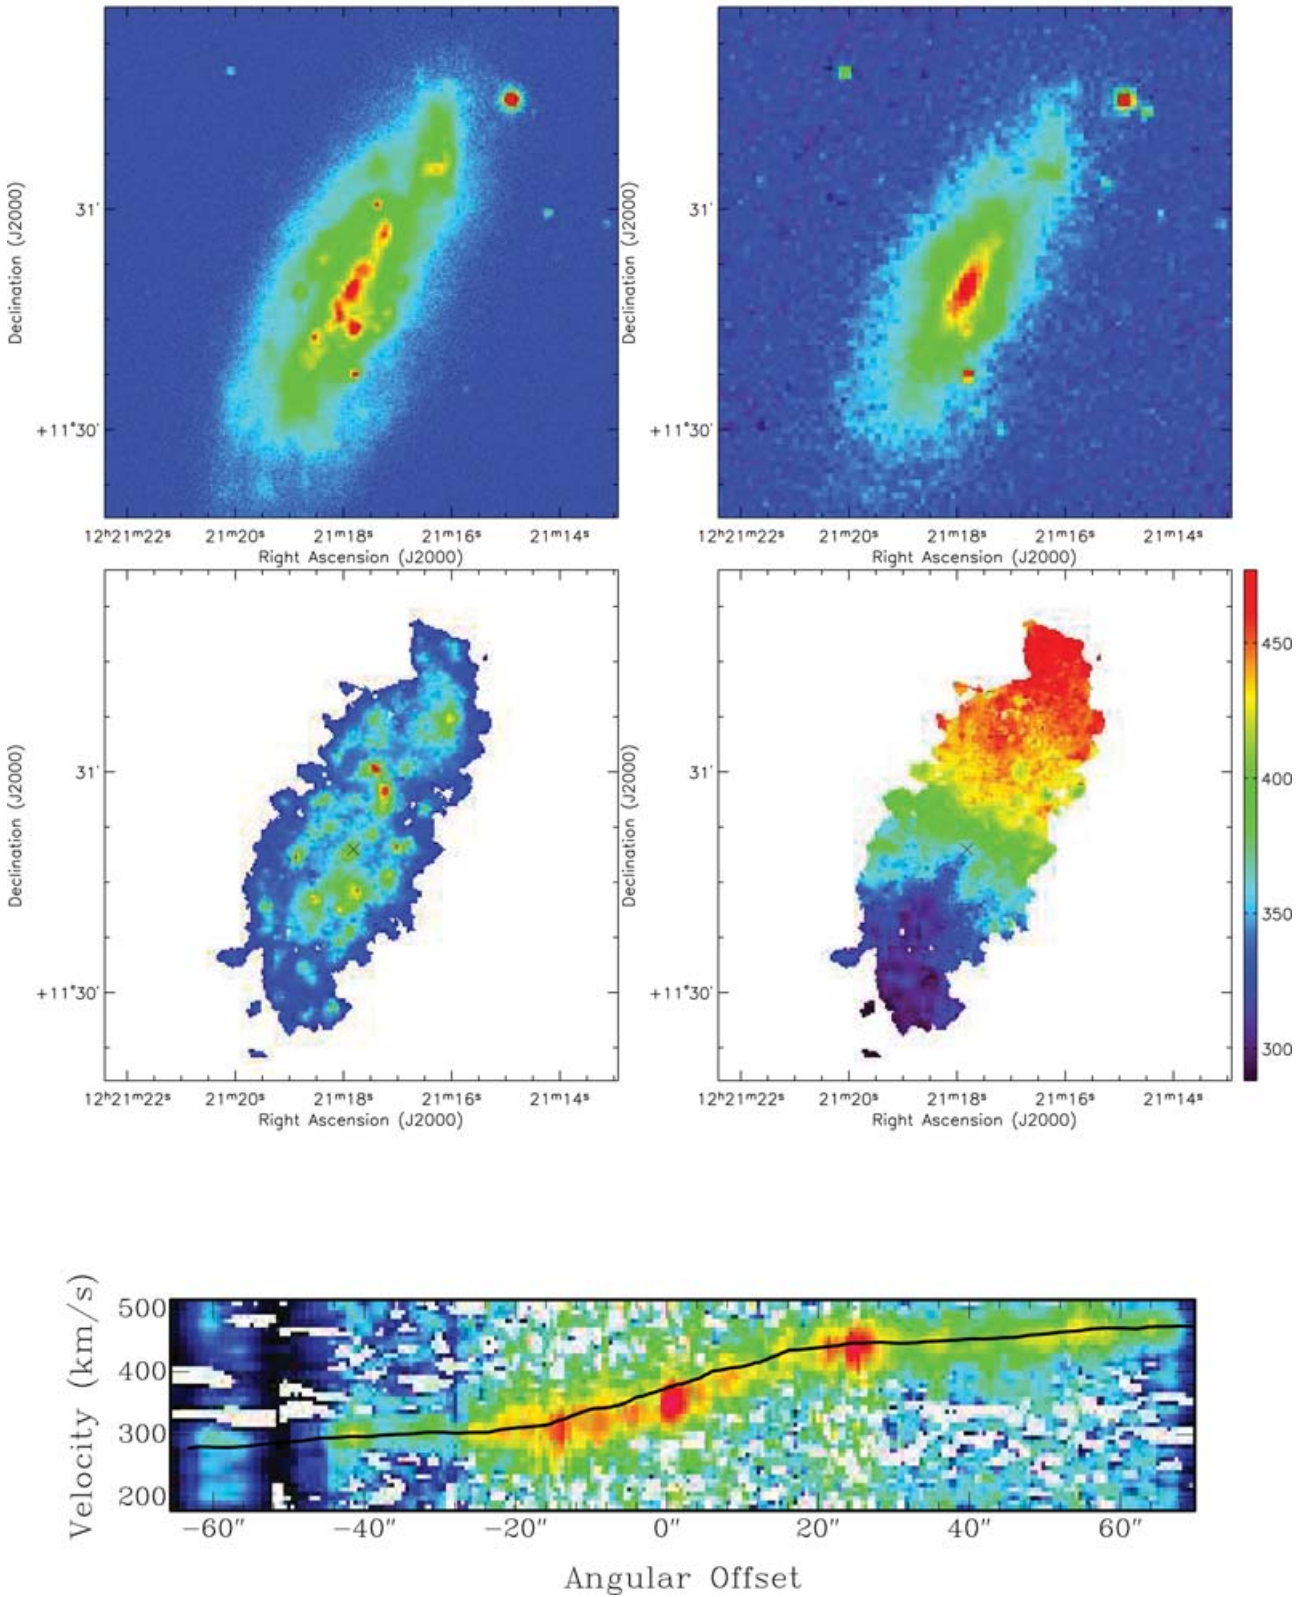 Declination (J2000)
31'
+11°30'
12h21m22s 21m20s 21m18s 21m16s 21m14s
Right Ascension (J2000)
Declination (J2000)
31'
+11°30'
21m20s 21m18s 21m16s 21m14s
Right Ascension (J2000)
Declination (J2000)
31'
+11°30'
12h21m22s 21m20s 21m18s 21m16s 21m14s
Right Ascension (J2000)
Declination (J2000)
31'
+11°30'
21m20s 21m18s 21m16s 21m14s
Right Ascension (J2000)
450
400
350
300
Velocity (km/s)
500
400
300
200
−60″ −40″ −20″ 0″ 20″ 40″ 60″
Angular Offset